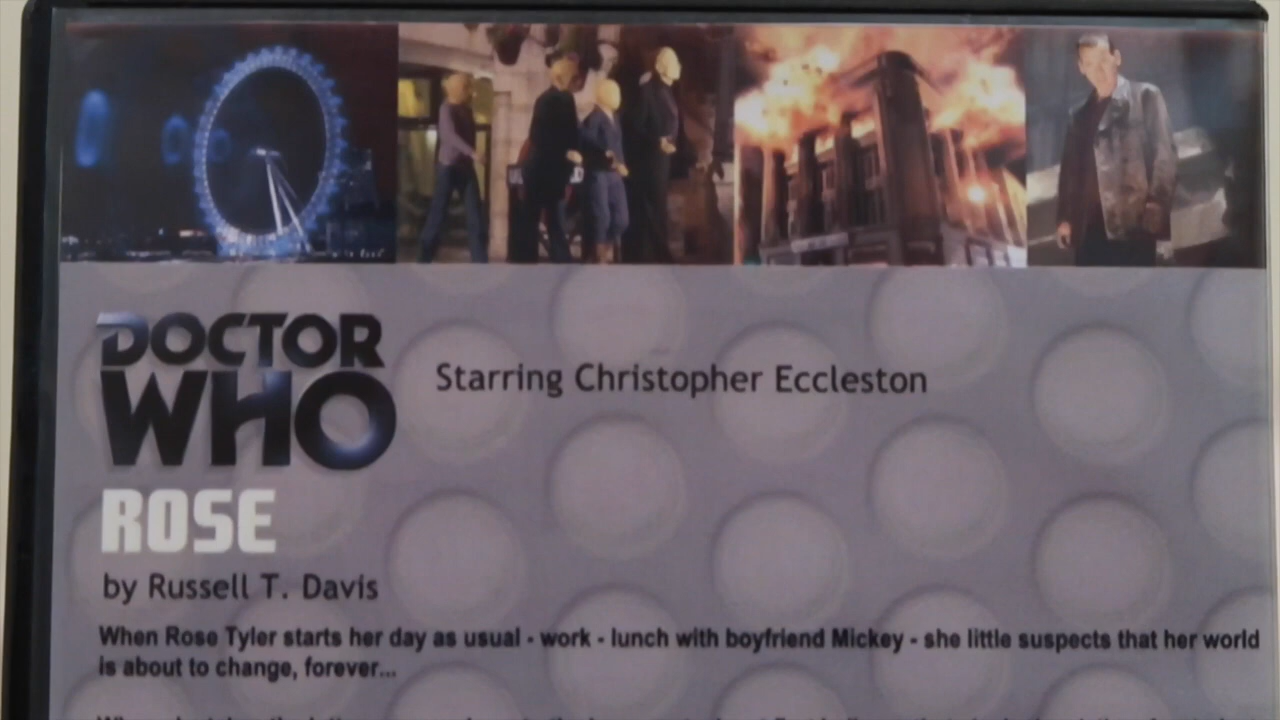 DOCTOR
WHO
Starring Christopher Eccleston
ROSE
by Russell T. Davis
When Rose Tyler starts her day as usual - work - lunch with boyfriend Mickey - she little suspects that her world
is about to change, forever...